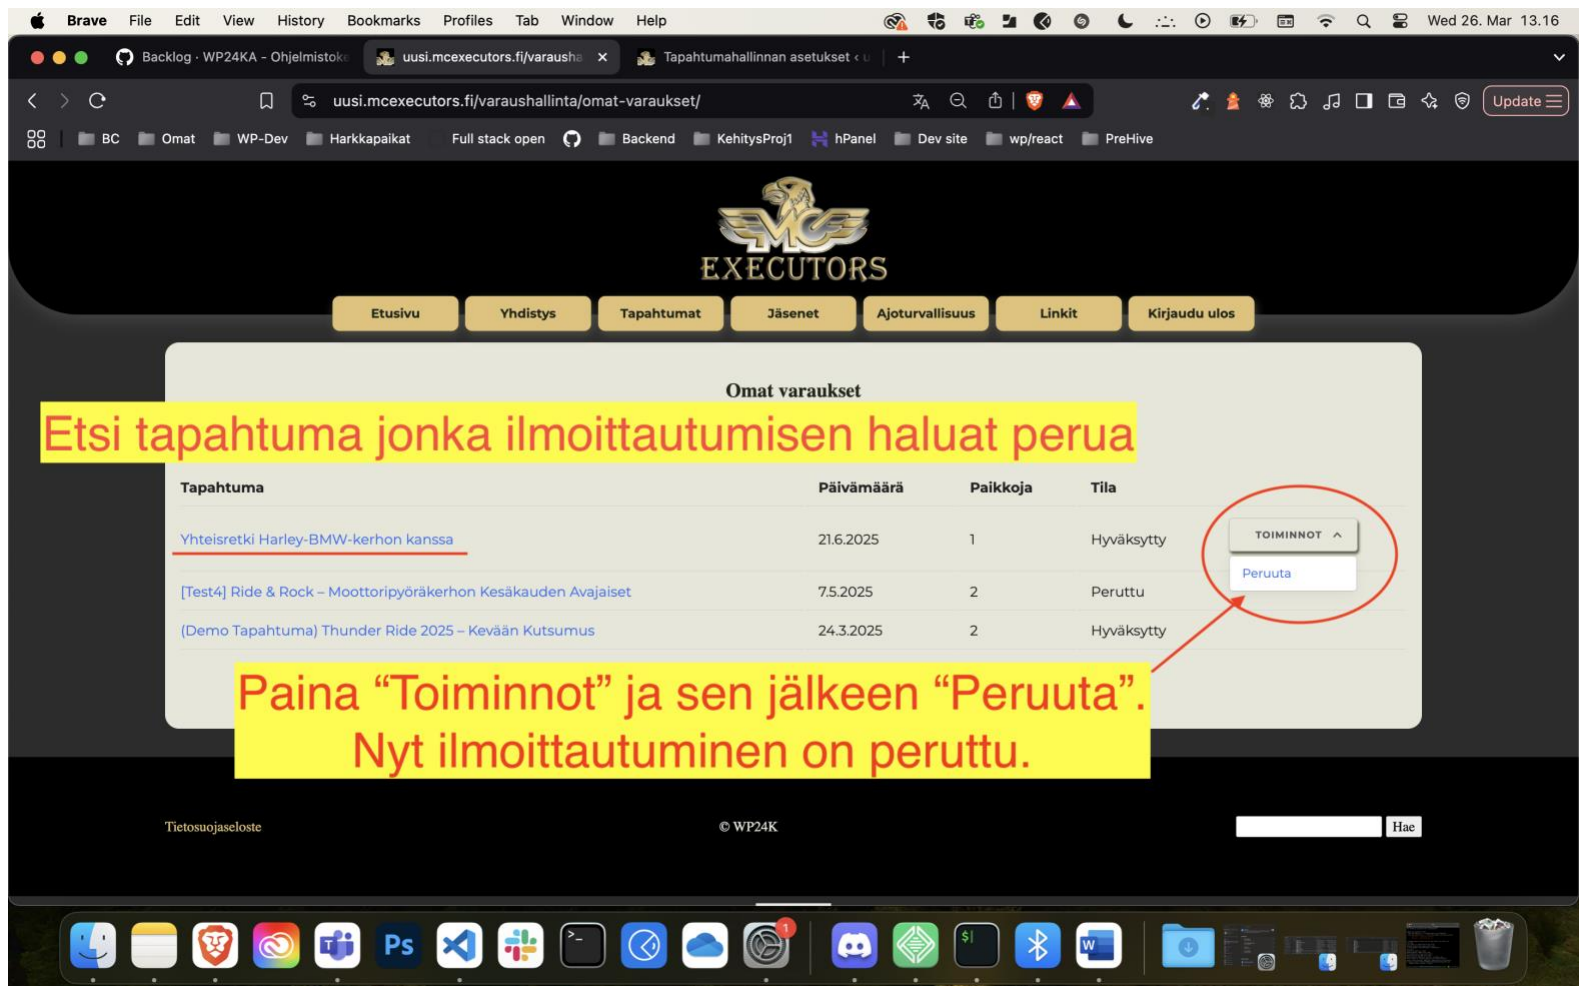 Brave File Edit View History Bookmarks Profiles Tab Window Help Wed 26. Mar 13.16
Backlog · WP24KA - Ohjelmistoke uusi.mcexecutors.fi/varausha Tapahtumahallinnan asetukset ‹ u
uusi.mcexecutors.fi/varaushallinta/omat-varaukset/ Update
BC Omat WP-Dev Harkkapaikat Full stack open Backend KehitysProj1 hPanel Dev site wp/react PreHive
MC
EXECUTORS
Etusivu Yhdistys Tapahtumat Jäsenet Ajoturvallisuus Linkit Kirjaudu ulos
Omat varaukset
Etsi tapahtuma jonka ilmoittautumisen haluat perua
Tapahtuma Päivämäärä Paikkoja Tila
Yhteisretki Harley-BMW-kerhon kanssa 21.6.2025 1 Hyväksytty TOIMINNOT
Peruuta
[Test4] Ride & Rock – Moottoripyöräkerhon Kesäkauden Avajaiset 7.5.2025 2 Peruttu
(Demo Tapahtuma) Thunder Ride 2025 – Kevään Kutsumus 24.3.2025 2 Hyväksytty
Paina “Toiminnot” ja sen jälkeen “Peruuta”.
Nyt ilmoittautuminen on peruttu.
Tietosuojaseloste © WP24K Hae
Ps 1 $ W